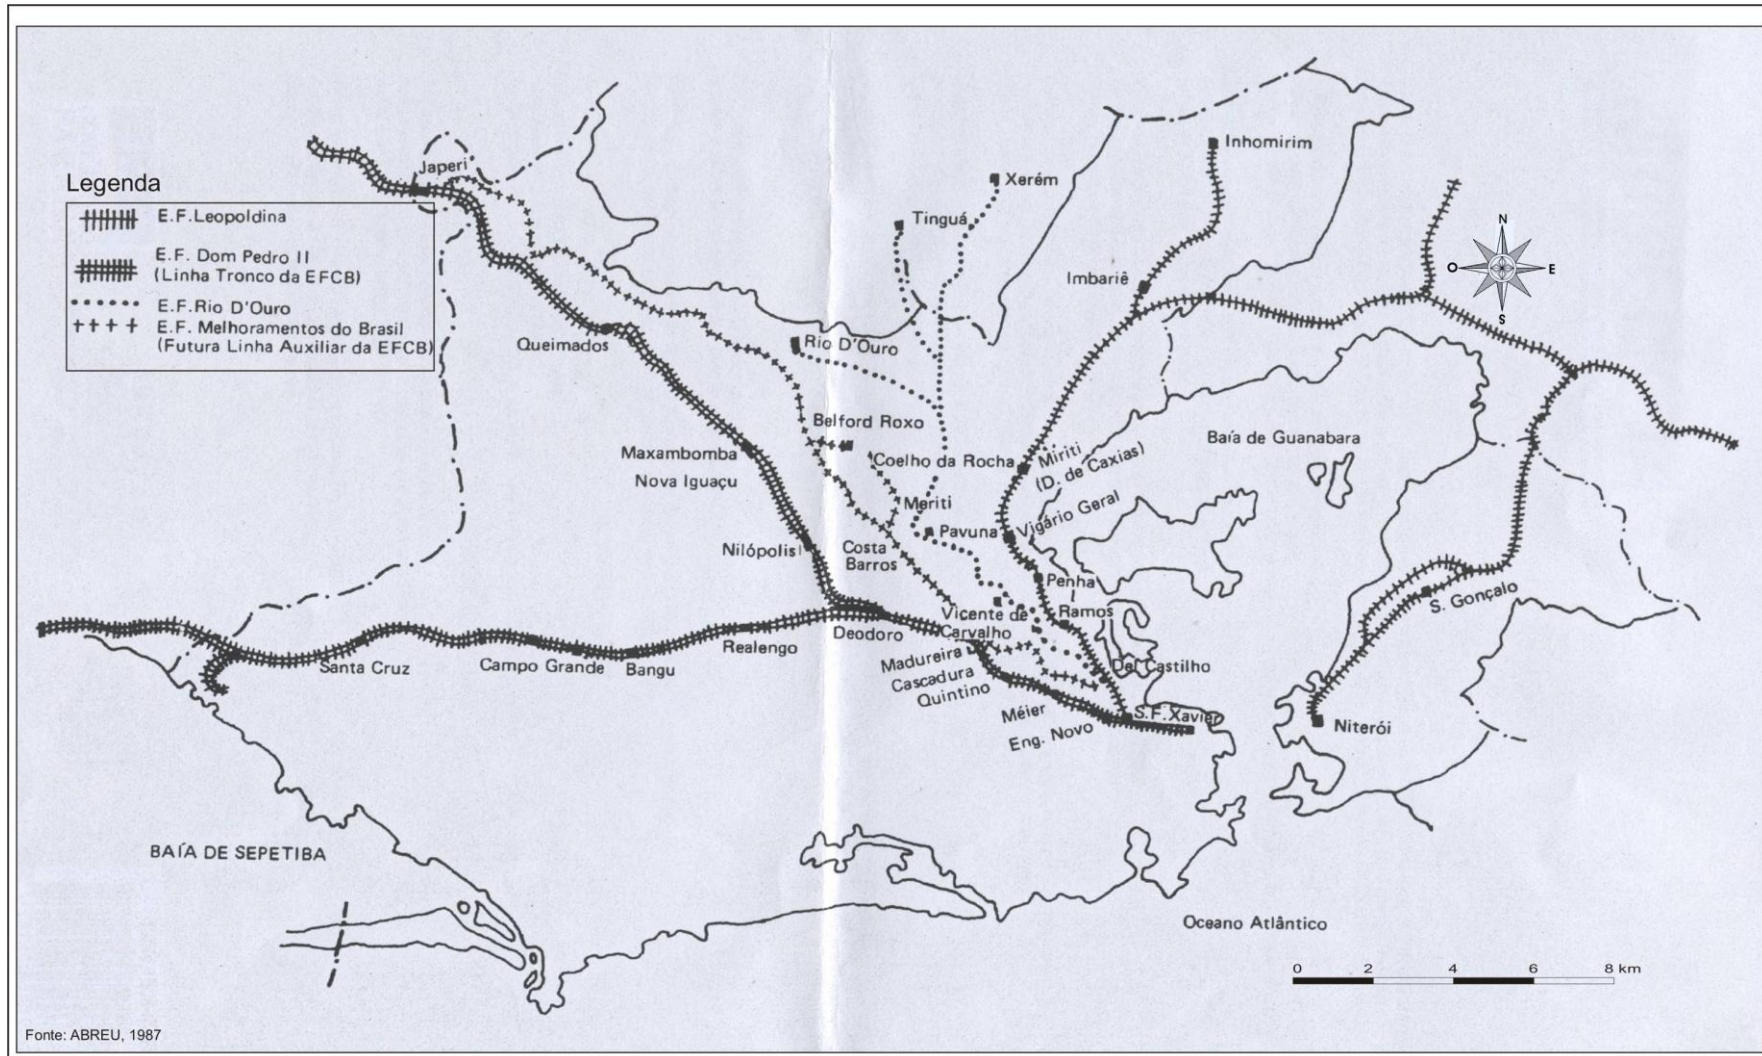 Japeri
Inhomirim
Xerém
Legenda
E.F.Leopoldina
Tinguá
N
E.F. Dom Pedro II
(Linha Tronco da EFCB)
O
E
Imbariê
E.F.Rio D'Ouro
S
E.F. Melhoramentos do Brasil
(Futura Linha Auxiliar da EFCB)
Queimados
Rio D'Ouro
Belford Roxo
Baía de Guanabara
Maxambomba
Coelho da Rocha
Miriti
(D. de Caxias)
Nova Iguaçu
Meriti
Vigário Geral
Pavuna
Nilópolis
Costa
Barros
Penha
S. Gonçalo
Vicente de
Carvalho
Ramos
Deodoro
Realengo
Santa Cruz
Campo Grande
Bangu
Madureira
Del Castilho
Cascadura
Quintino
Méier
S.F. Xavier
Eng. Novo
Niterói
BAÍA DE SEPETIBA
Oceano Atlântico
0 2 4 6 8 km
Fonte: ABREU, 1987